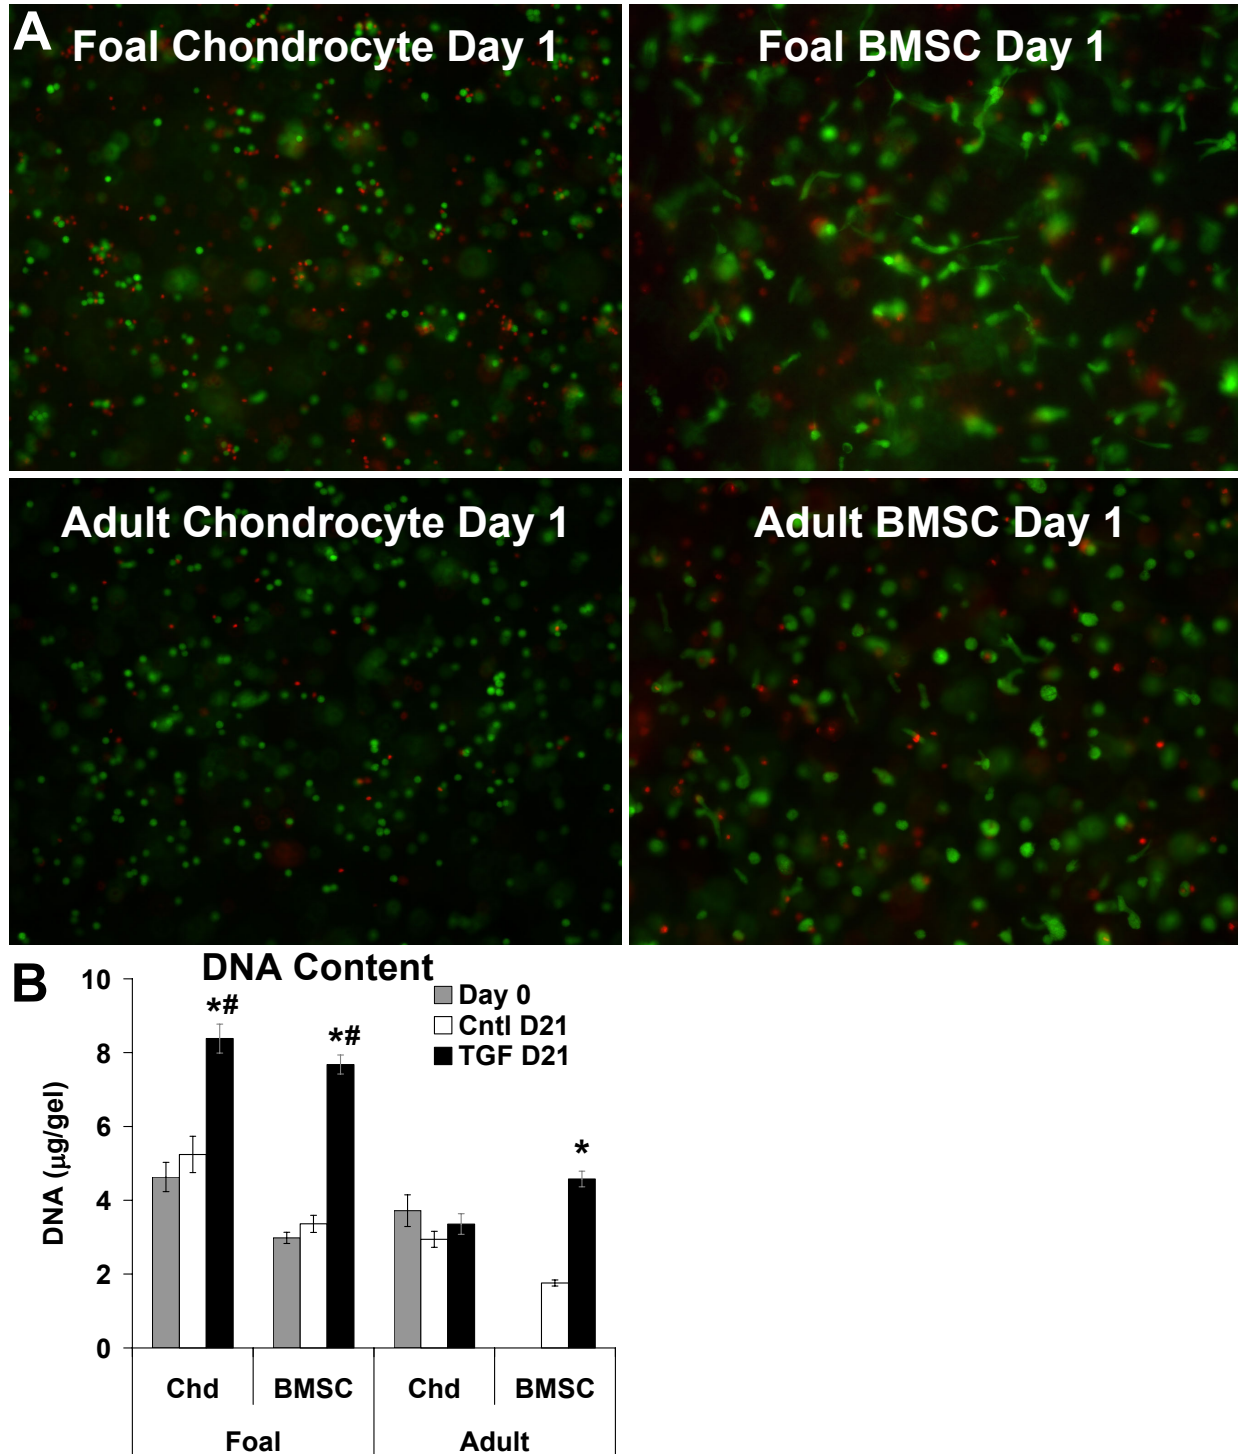 A
Foal Chondrocyte Day 1
Foal BMSC Day 1
Adult Chondrocyte Day 1
Adult BMSC Day 1
B
DNA Content
Day 0
Cntl D21
TGF D21
DNA (µg/gel)
10
8
6
4
2
0
*#
*#
*
Chd
BMSC
Chd
BMSC
Foal
Adult